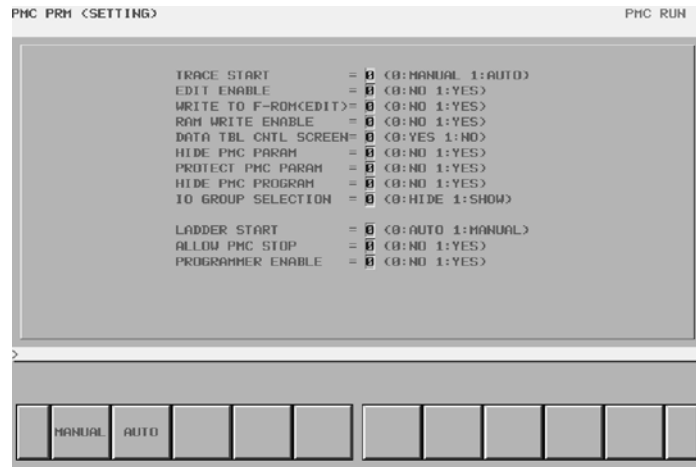 PMC PRM (SETTING) PMC RUN
TRACE START = 0 (0:MANUAL 1:AUTO)
EDIT ENABLE = 0 (0:NO 1:YES)
WRITE TO F-ROM(EDIT)= 0 (0:NO 1:YES)
RAM WRITE ENABLE = 0 (0:NO 1:YES)
DATA TBL CNTL SCREEN= 0 (0:YES 1:NO)
HIDE PMC PARAM = 0 (0:NO 1:YES)
PROTECT PMC PARAM = 0 (0:NO 1:YES)
HIDE PMC PROGRAM = 0 (0:NO 1:YES)
IO GROUP SELECTION = 0 (0:HIDE 1:SHOW)
LADDER START = 0 (0:AUTO 1:MANUAL)
ALLOW PMC STOP = 0 (0:NO 1:YES)
PROGRAMMER ENABLE = 0 (0:NO 1:YES)
>
MANUAL AUTO